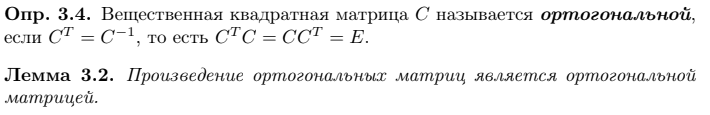 Опр. 3.4. Вещественная квадратная матрица C называется ортогональной,
если C^T = C^{-1}, то есть C^T C = CC^T = E.
Лемма 3.2. Произведение ортогональных матриц является ортогональной
матрицей.